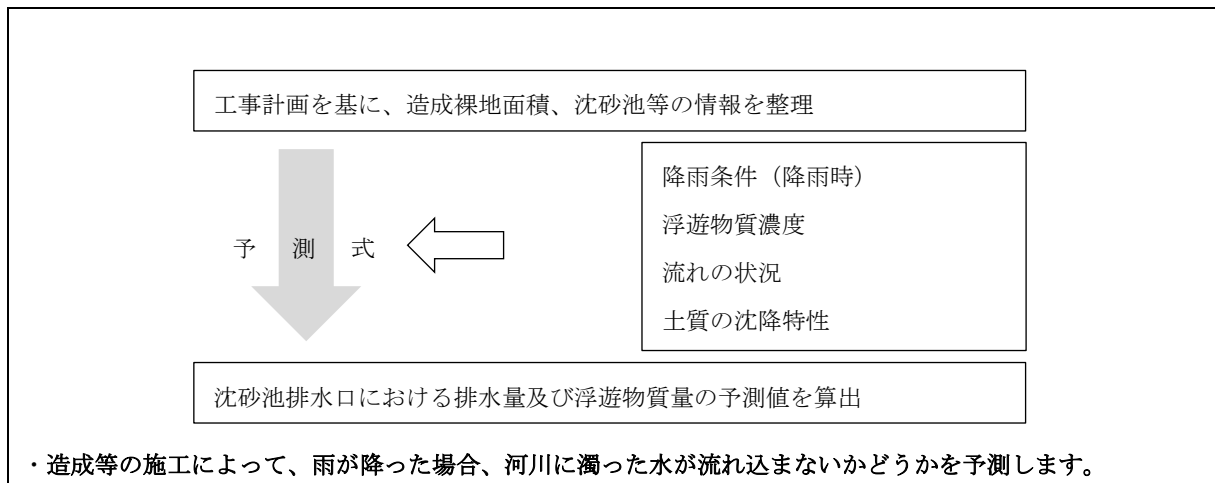 工事計画を基に、造成裸地面積、沈砂池等の情報を整理
降雨条件（降雨時）
浮遊物質濃度
流れの状況
土質の沈降特性
予　測　式
沈砂池排水口における排水量及び浮遊物質量の予測値を算出
・造成等の施工によって、雨が降った場合、河川に濁った水が流れ込まないかどうかを予測します。